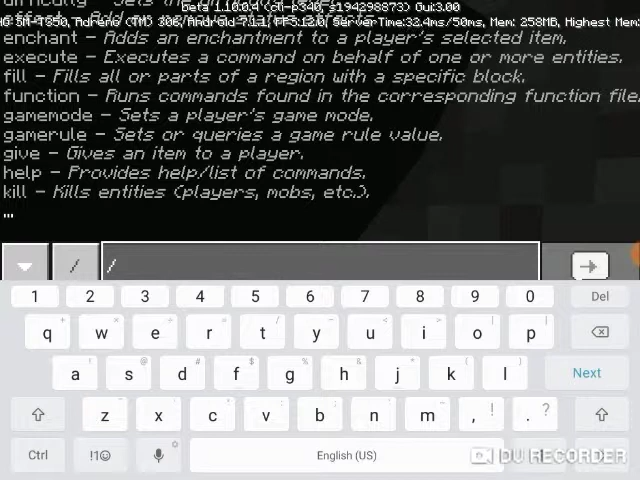 Beta 1.10.0.4
enchant – Adds an enchantment to a player's selected item.
execute – Executes a command on behalf of one or more entities.
fill – Fills all or parts of a region with a specific block.
function – Runs commands found in the corresponding function file.
gamemode – Sets a player's game mode.
gamerule – Sets or queries a game rule value.
give – Gives an item to a player.
help – Provides help/list of commands.
kill – Kills entities (players, mobs, etc.).
...
/ /
1 2 3 4 5 6 7 8 9 0 Del
q w e r t y u i o p
a s d f g h j k l Next
z x c v b n m , ! . ?
Ctrl !1☺ English (US) DU RECORDER